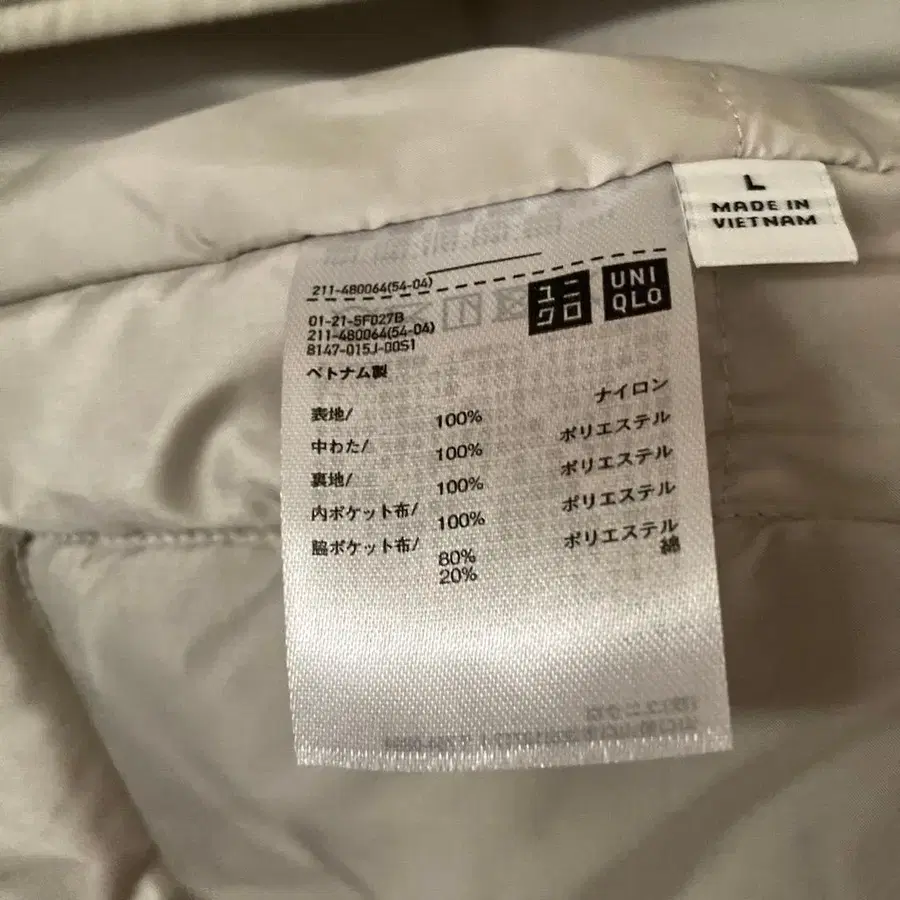 L
MADE IN
VIETNAM
211-480064(54-04)
ユニ
クロ
UNI
QLO
01-21-5F027B
211-480064(54-04)
8147-015J-00S1
ベトナム製
表地/ 100% ナイロン
中わた/ 100% ポリエステル
裏地/ 100% ポリエステル
内ポケット布/ 100% ポリエステル
脇ポケット布/ 80% ポリエステル
20% 綿